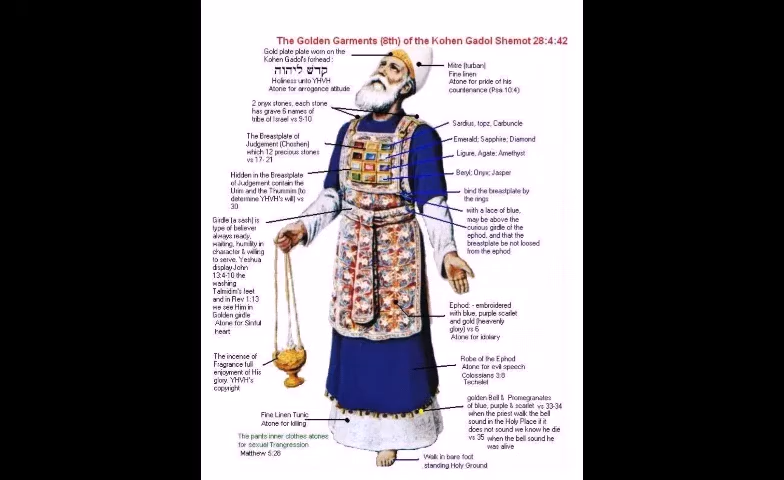 The Golden Garments (8th) of the Kohen Gadol Shemot 28:4:42
Gold plate plate worn on the
Kohen Gadol's forhead :
קדש ליהוה
Holiness unto YHVH
Atone for arrogance attitude
Mitre (turban)
Fine linen
Atone for pride of his
countenance (Psa 10:4)
2 onyx stones, each stone
has grave 6 names of
tribe of Israel vs 9-10
The Breastplate of
Judgement (Choshen)
which 12 precious stones
vs 17- 21
Hidden in the Breastplate
of Judgement contain the
Urim and the Thummim (to
determine YHVH's will) vs
30
Girdle (a sash) is
type of believer
always ready,
waiting, humility in
character & willing
to serve. Yeshua
display John
13:4-10 the
washing
Talmidim's feet
and in Rev 1:13
we see Him in
Golden girdle
Atone for Sinful
heart
The incense of
Fragrance full
enjoyment of His
glory. YHVH's
copyright
Fine Linen Tunic
Atone for killing
The pants inner clothes atones
for sexual Trangression
Matthew 5:28
Sardius, topz, Carbuncle
Emerald; Sapphire; Diamond
Ligure, Agate; Amethyst
Beryl; Onyx; Jasper
bind the breastplate by
the rings
with a lace of blue,
may be above the
curious girdle of the
ephod, and that the
breastplate be not loosed
from the ephod
Ephod: - embroidered
with blue, purple scarlet
and gold (heavenly
glory) vs 6
Atone for idolary
Robe of the Ephod
Atone for evil speech
Colossians 3:8
Techelet
golden Bell & Promegranates
of blue, purple & scarlet vs 33-34
when the priest walk the bell
sound in the Holy Place if it
does not sound we know he die
vs 35 when the bell sound he
was alive
Walk in bare foot
standing Holy Ground